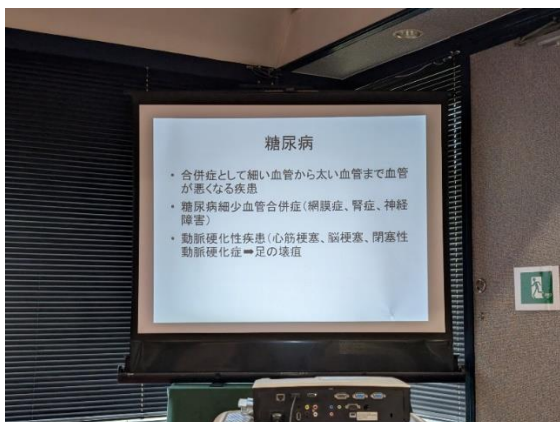 糖尿病
・ 合併症として細い血管から太い血管まで血管
が悪くなる疾患
・ 糖尿病細少血管合併症(網膜症、腎症、神経
障害)
・ 動脈硬化性疾患(心筋梗塞、脳梗塞、閉塞性
動脈硬化症➡足の壊疽